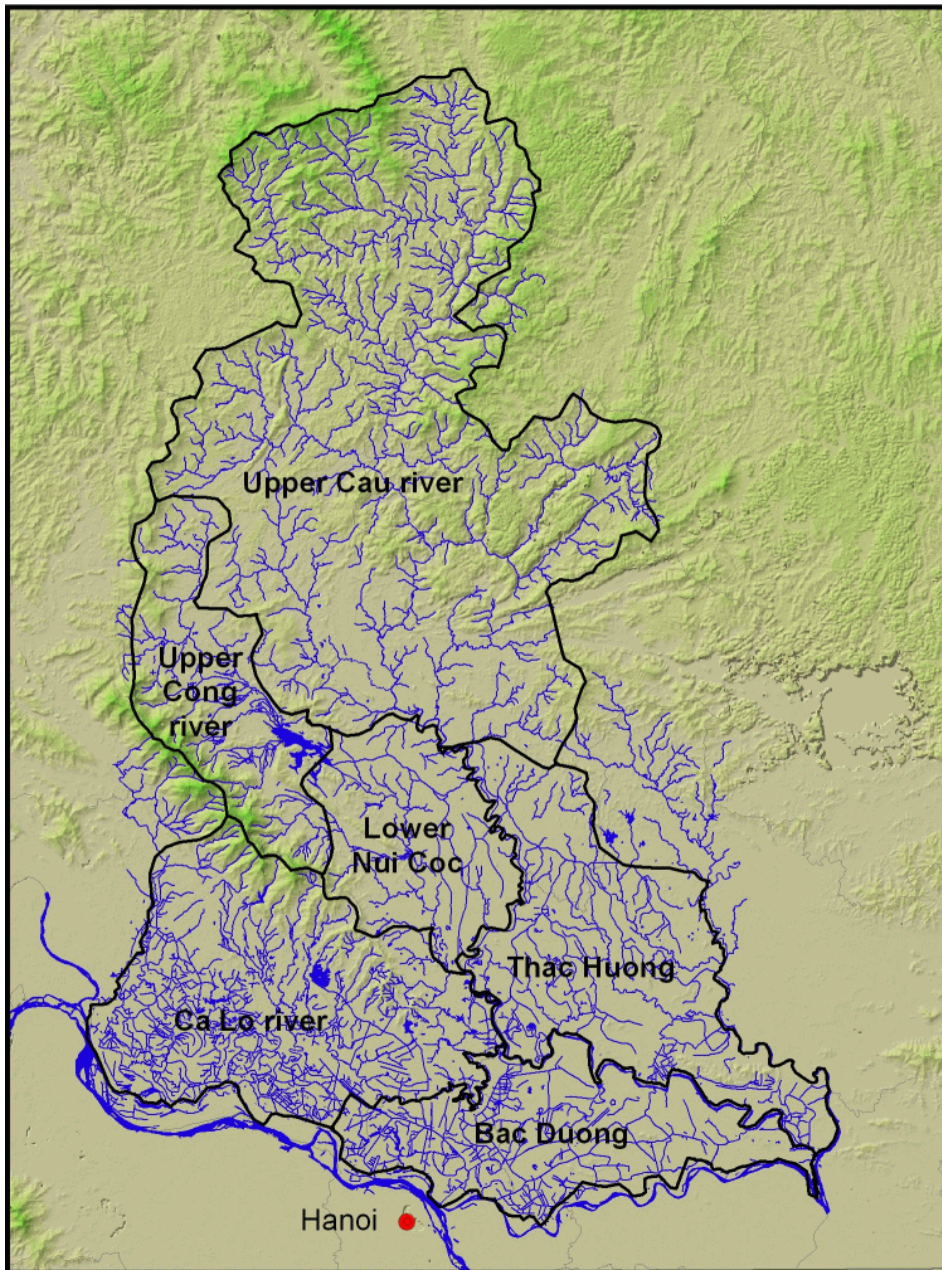 Upper Cau river
Upper
Cong
river
Lower
Nui Coc
Thac Huong
Ca Lo river
Bac Duong
Hanoi